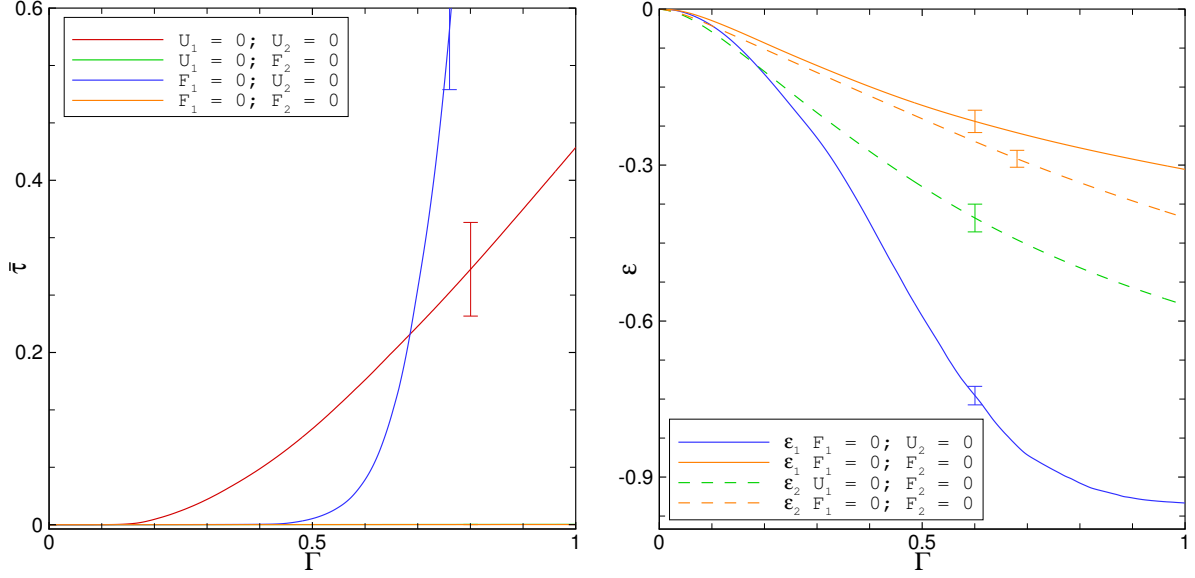 0.6
0.4
0.2
0
τ̄
U₁ = 0; U₂ = 0
U₁ = 0; F₂ = 0
F₁ = 0; U₂ = 0
F₁ = 0; F₂ = 0
0 0.5 1
Γ
0
-0.3
-0.6
-0.9
ε
ε₁ F₁ = 0; U₂ = 0
ε₁ F₁ = 0; F₂ = 0
ε₂ U₁ = 0; F₂ = 0
ε₂ F₁ = 0; F₂ = 0
0 0.5 1
Γ